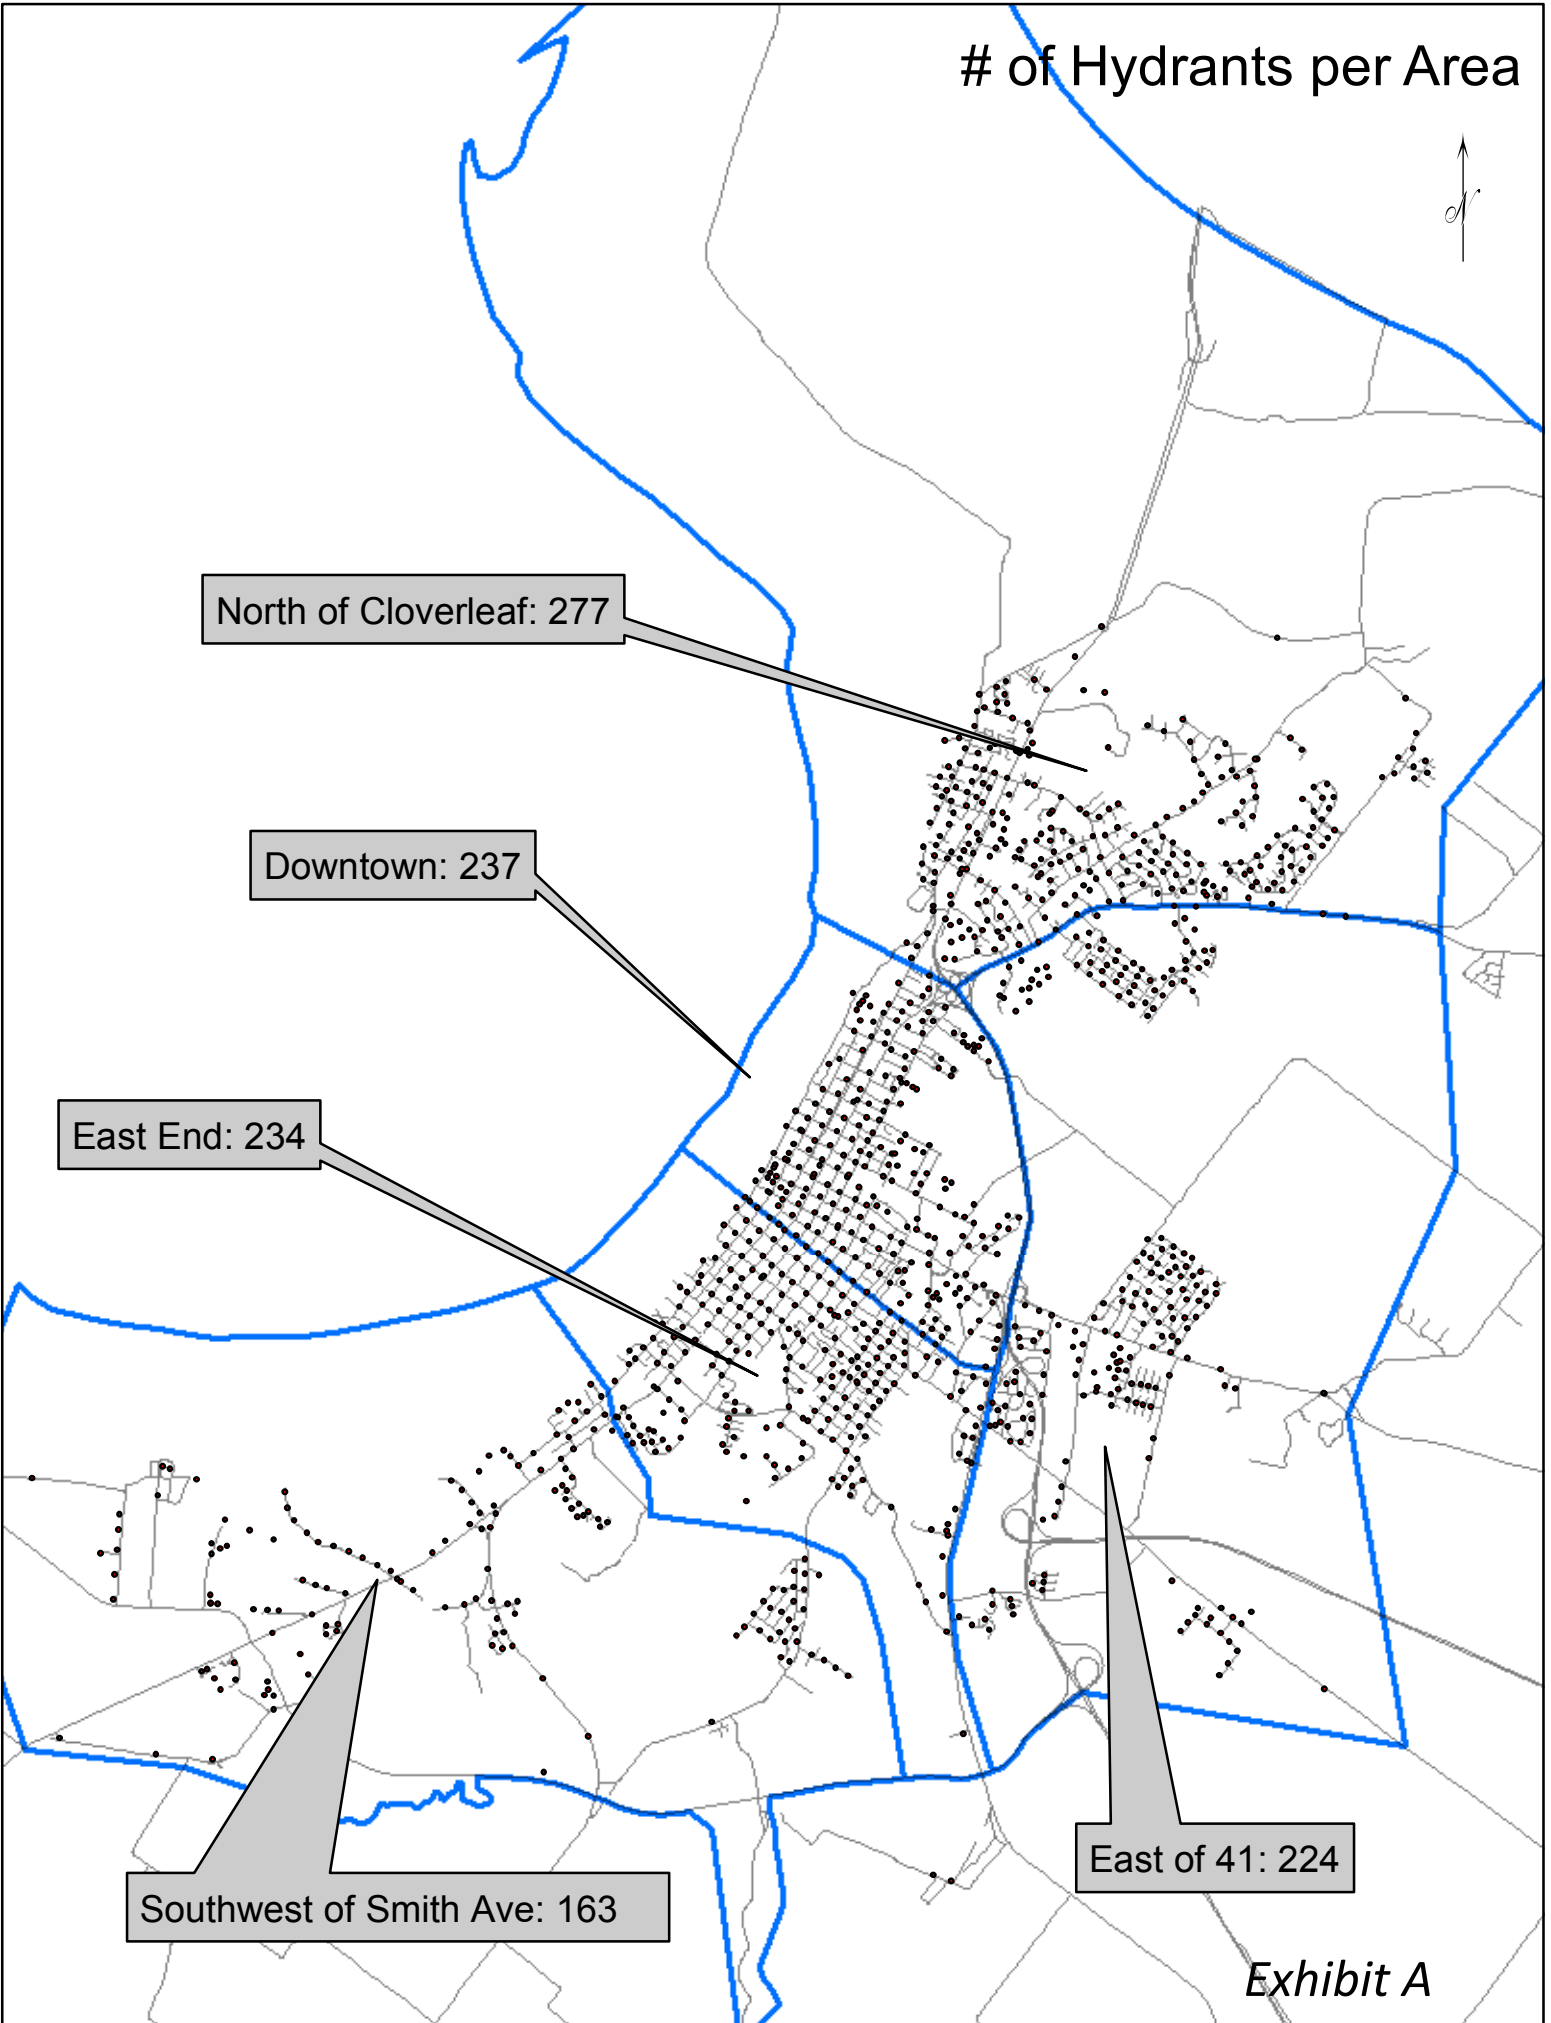 # of Hydrants per Area
N
North of Cloverleaf: 277
Downtown: 237
East End: 234
East of 41: 224
Southwest of Smith Ave: 163
Exhibit A